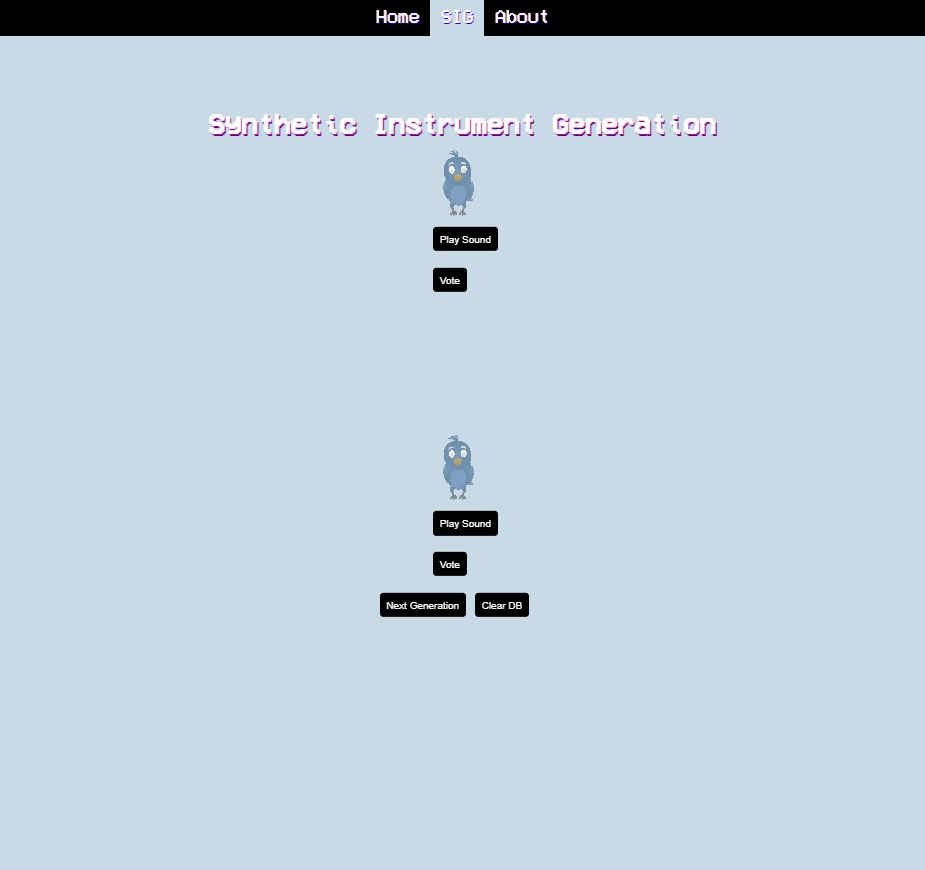 Home SIG About
Synthetic Instrument Generation
Play Sound
Vote
Play Sound
Vote
Next Generation Clear DB